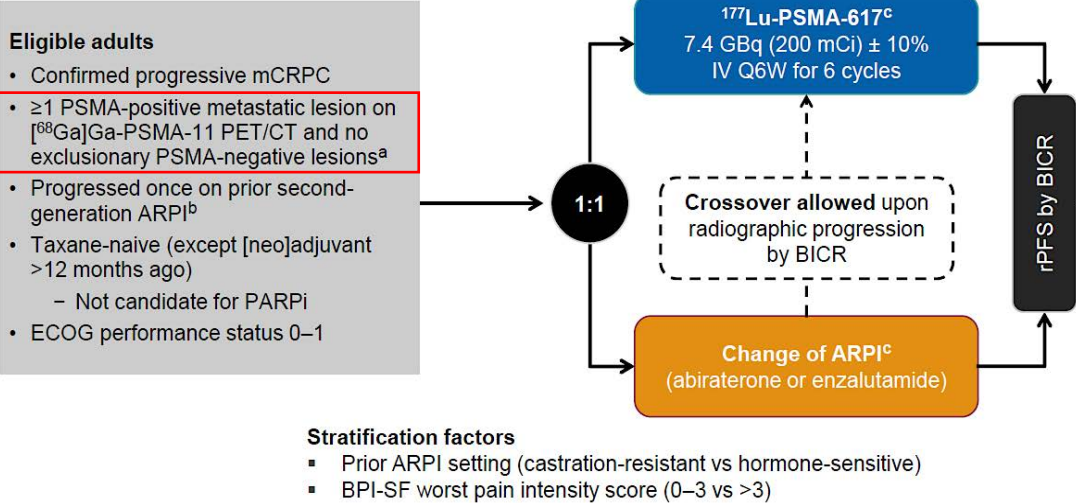 Eligible adults
• Confirmed progressive mCRPC
• ≥1 PSMA-positive metastatic lesion on
[⁶⁸Ga]Ga-PSMA-11 PET/CT and no
exclusionary PSMA-negative lesionsᵃ
• Progressed once on prior second-
generation ARPIᵇ
• Taxane-naive (except [neo]adjuvant
>12 months ago)
− Not candidate for PARPi
• ECOG performance status 0–1
1:1
¹⁷⁷Lu-PSMA-617ᶜ
7.4 GBq (200 mCi) ± 10%
IV Q6W for 6 cycles
Crossover allowed upon
radiographic progression
by BICR
Change of ARPIᶜ
(abiraterone or enzalutamide)
rPFS by BICR
Stratification factors
▪ Prior ARPI setting (castration-resistant vs hormone-sensitive)
▪ BPI-SF worst pain intensity score (0–3 vs >3)